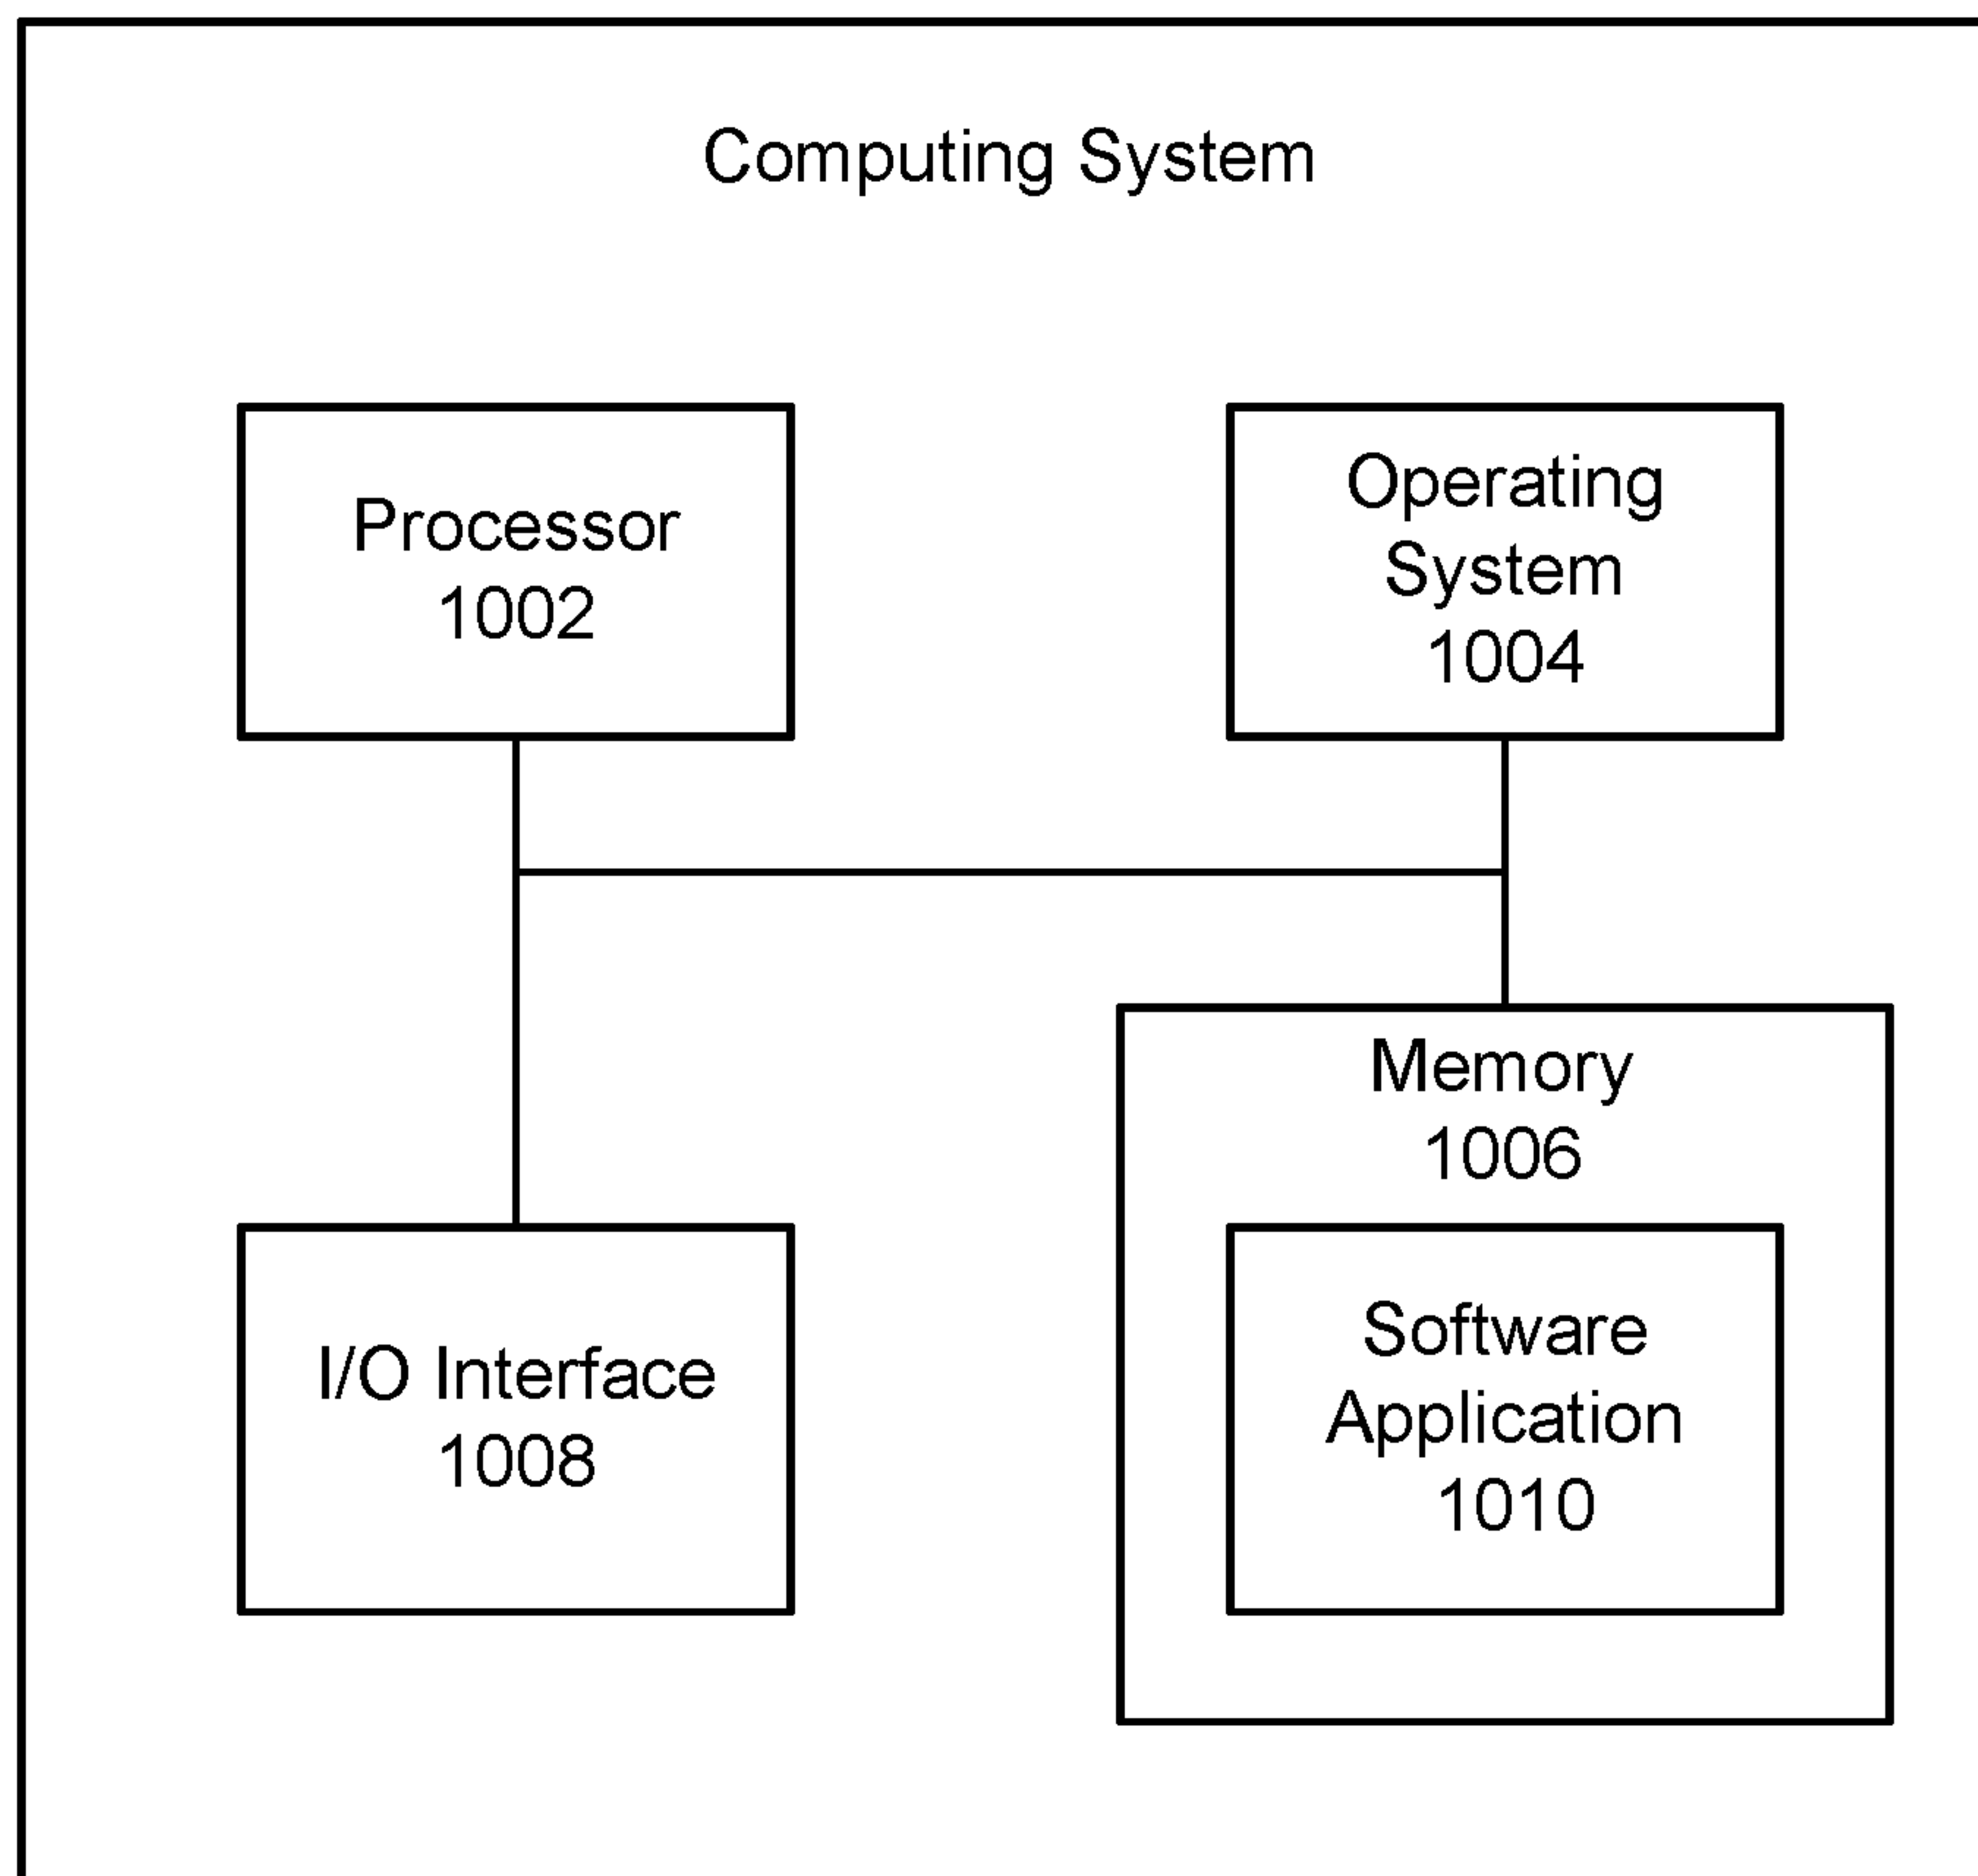 Computing System
Processor
1002
Operating
System
1004
Memory
1006
I/O Interface
1008
Software
Application
1010